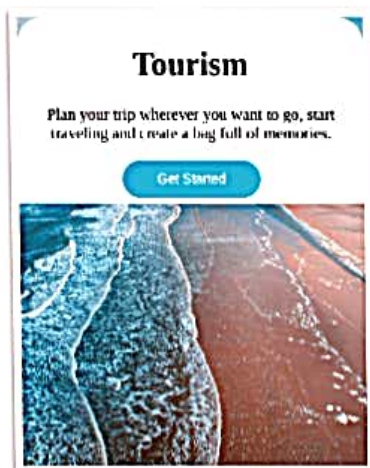 Tourism
Plan your trip wherever you want to go, start
traveling and create a bag full of memories.
Get Started